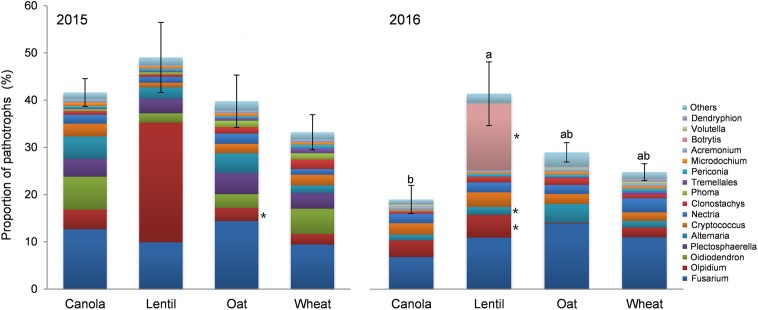 2015
2016
Proportion of pathotrophs (%)
60
50
40
30
20
10
0
*
b
a
ab
ab
*
*
*
Canola
Lentil
Oat
Wheat
Canola
Lentil
Oat
Wheat
Others
Dendryphion
Volutella
Botrytis
Acremonium
Microdochium
Periconia
Tremellales
Phoma
Clonostachys
Nectria
Cryptococcus
Alternaria
Plectosphaerella
Oidiodendron
Olpidium
Fusarium